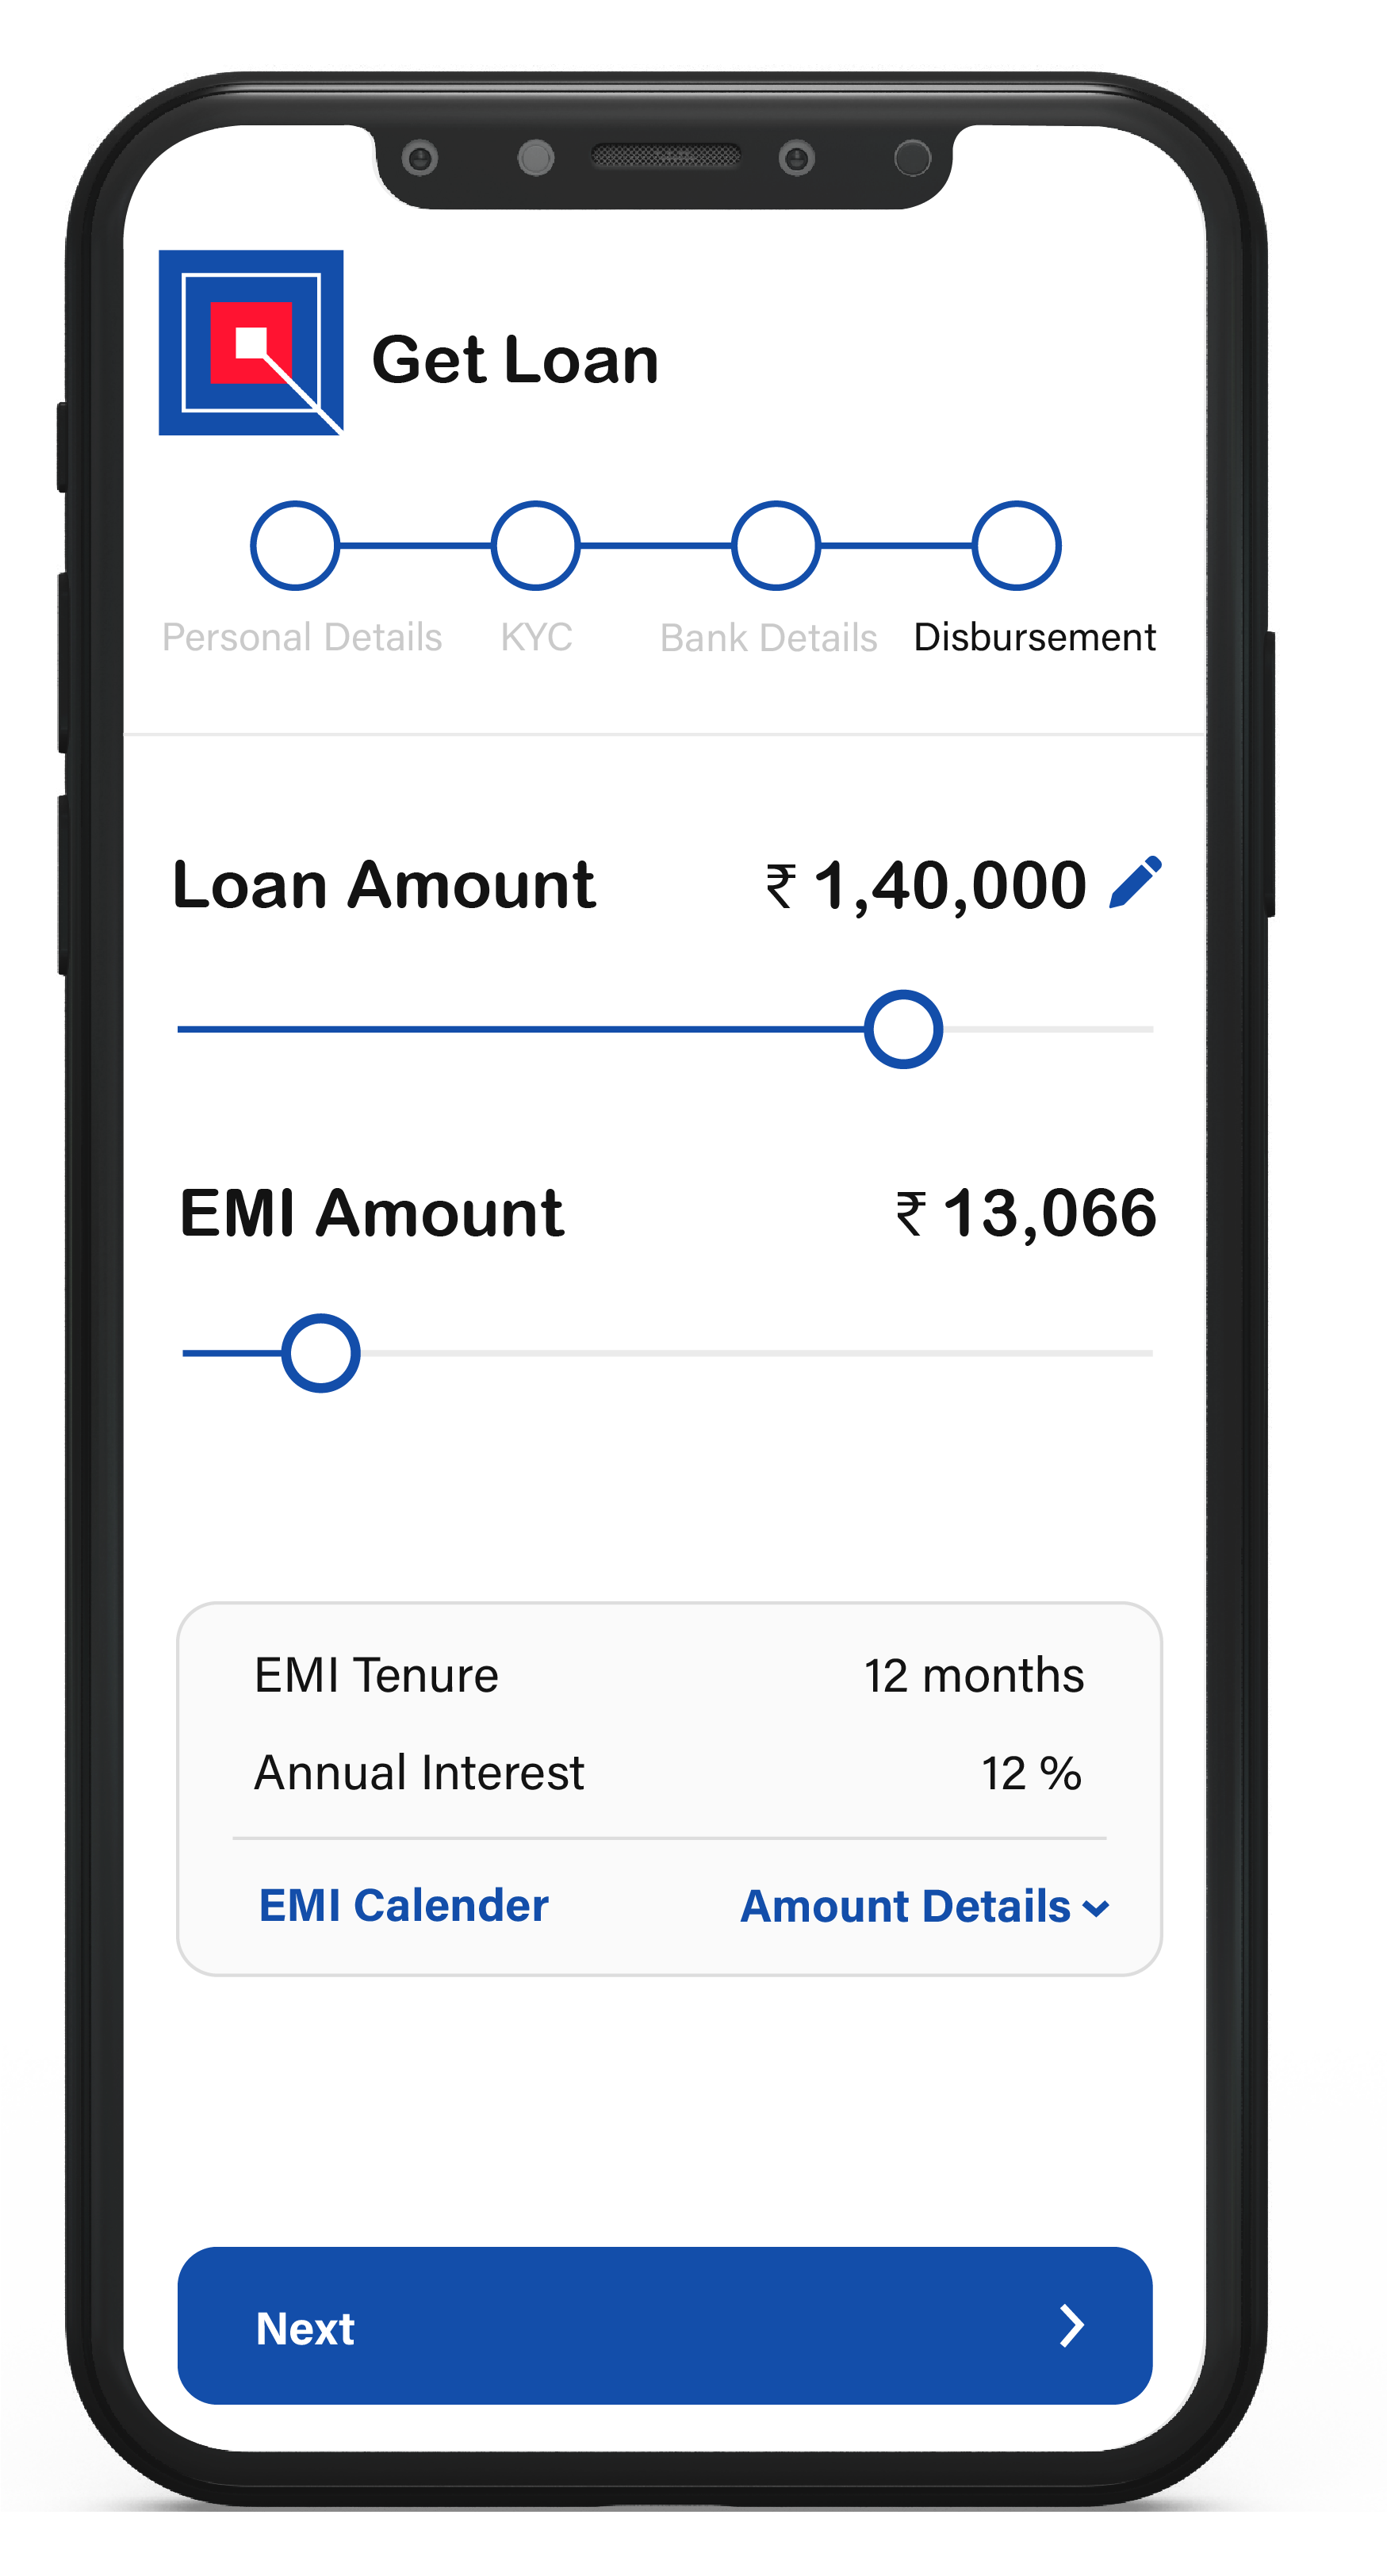 Get Loan
Personal Details KYC Bank Details Disbursement
Loan Amount ₹ 1,40,000
EMI Amount ₹ 13,066
EMI Tenure 12 months
Annual Interest 12 %
EMI Calender Amount Details
Next